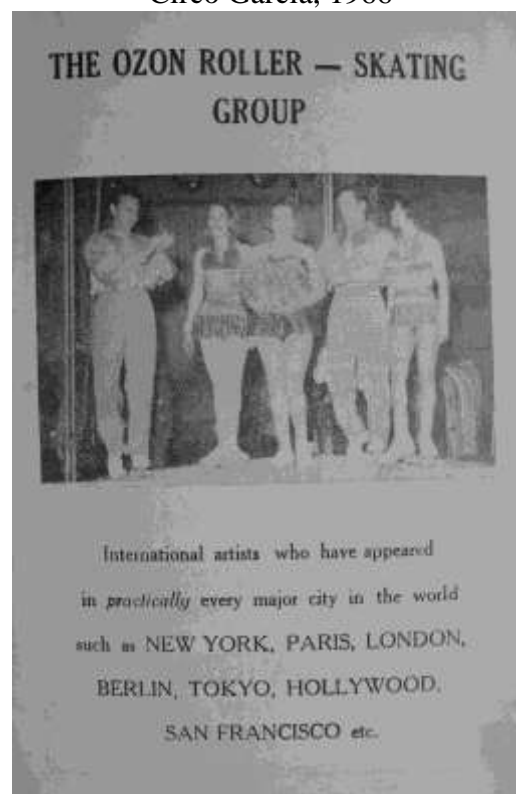 THE OZON ROLLER — SKATING
GROUP
International artists who have appeared
in practically every major city in the world
such as NEW YORK, PARIS, LONDON,
BERLIN, TOKYO, HOLLYWOOD,
SAN FRANCISCO etc.